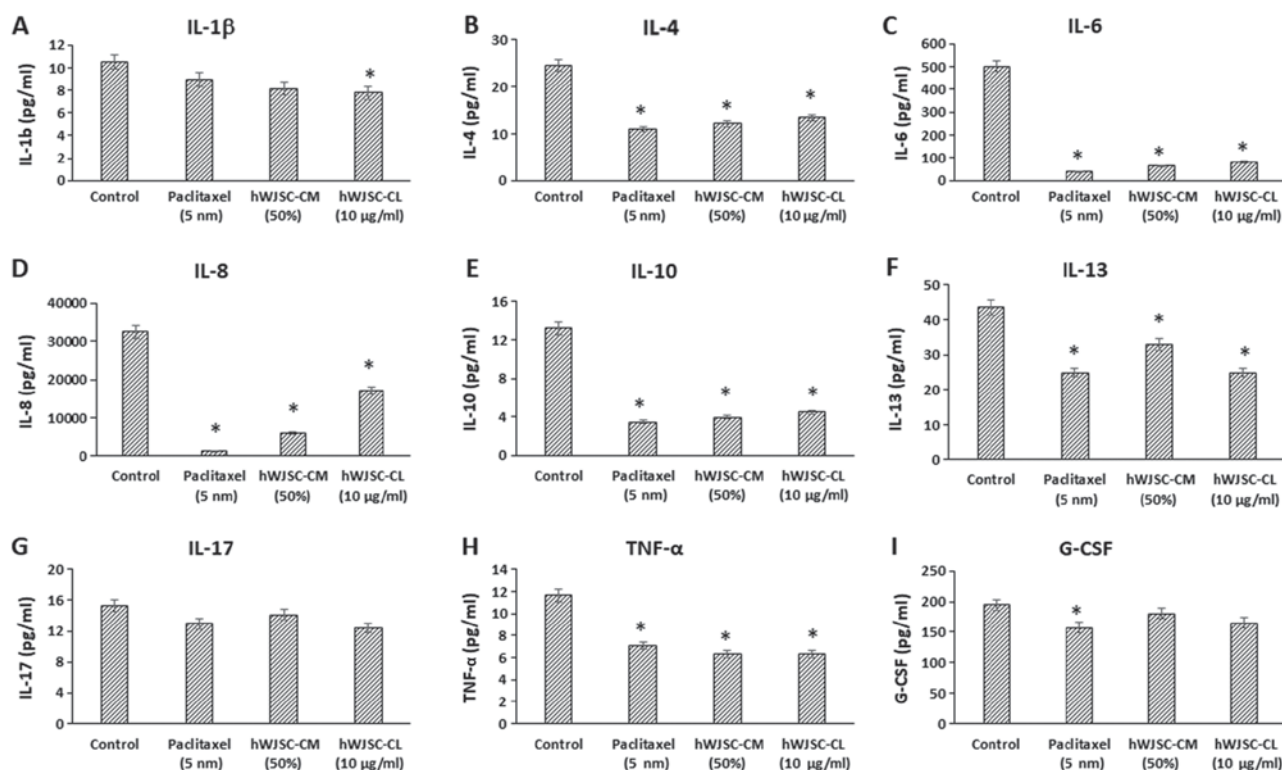 A
IL-1β
IL-1b (pg/ml)
12
10
8
6
4
2
0
*
Control
Paclitaxel
(5 nm)
hWJSC-CM
(50%)
hWJSC-CL
(10 µg/ml)
B
IL-4
IL-4 (pg/ml)
30
20
10
0
* * *
Control
Paclitaxel
(5 nm)
hWJSC-CM
(50%)
hWJSC-CL
(10 µg/ml)
C
IL-6
IL-6 (pg/ml)
600
500
400
300
200
100
0
* * *
Control
Paclitaxel
(5 nm)
hWJSC-CM
(50%)
hWJSC-CL
(10 µg/ml)
D
IL-8
IL-8 (pg/ml)
40000
30000
20000
10000
0
* * *
Control
Paclitaxel
(5 nm)
hWJSC-CM
(50%)
hWJSC-CL
(10 µg/ml)
E
IL-10
IL-10 (pg/ml)
16
12
8
4
0
* * *
Control
Paclitaxel
(5 nm)
hWJSC-CM
(50%)
hWJSC-CL
(10 µg/ml)
F
IL-13
IL-13 (pg/ml)
50
40
30
20
10
0
* * *
Control
Paclitaxel
(5 nm)
hWJSC-CM
(50%)
hWJSC-CL
(10 µg/ml)
G
IL-17
IL-17 (pg/ml)
20
16
12
8
4
0
Control
Paclitaxel
(5 nm)
hWJSC-CM
(50%)
hWJSC-CL
(10 µg/ml)
H
TNF-α
TNF-α (pg/ml)
14
12
10
8
6
4
2
0
* * *
Control
Paclitaxel
(5 nm)
hWJSC-CM
(50%)
hWJSC-CL
(10 µg/ml)
I
G-CSF
G-CSF (pg/ml)
250
200
150
100
50
0
*
Control
Paclitaxel
(5 nm)
hWJSC-CM
(50%)
hWJSC-CL
(10 µg/ml)